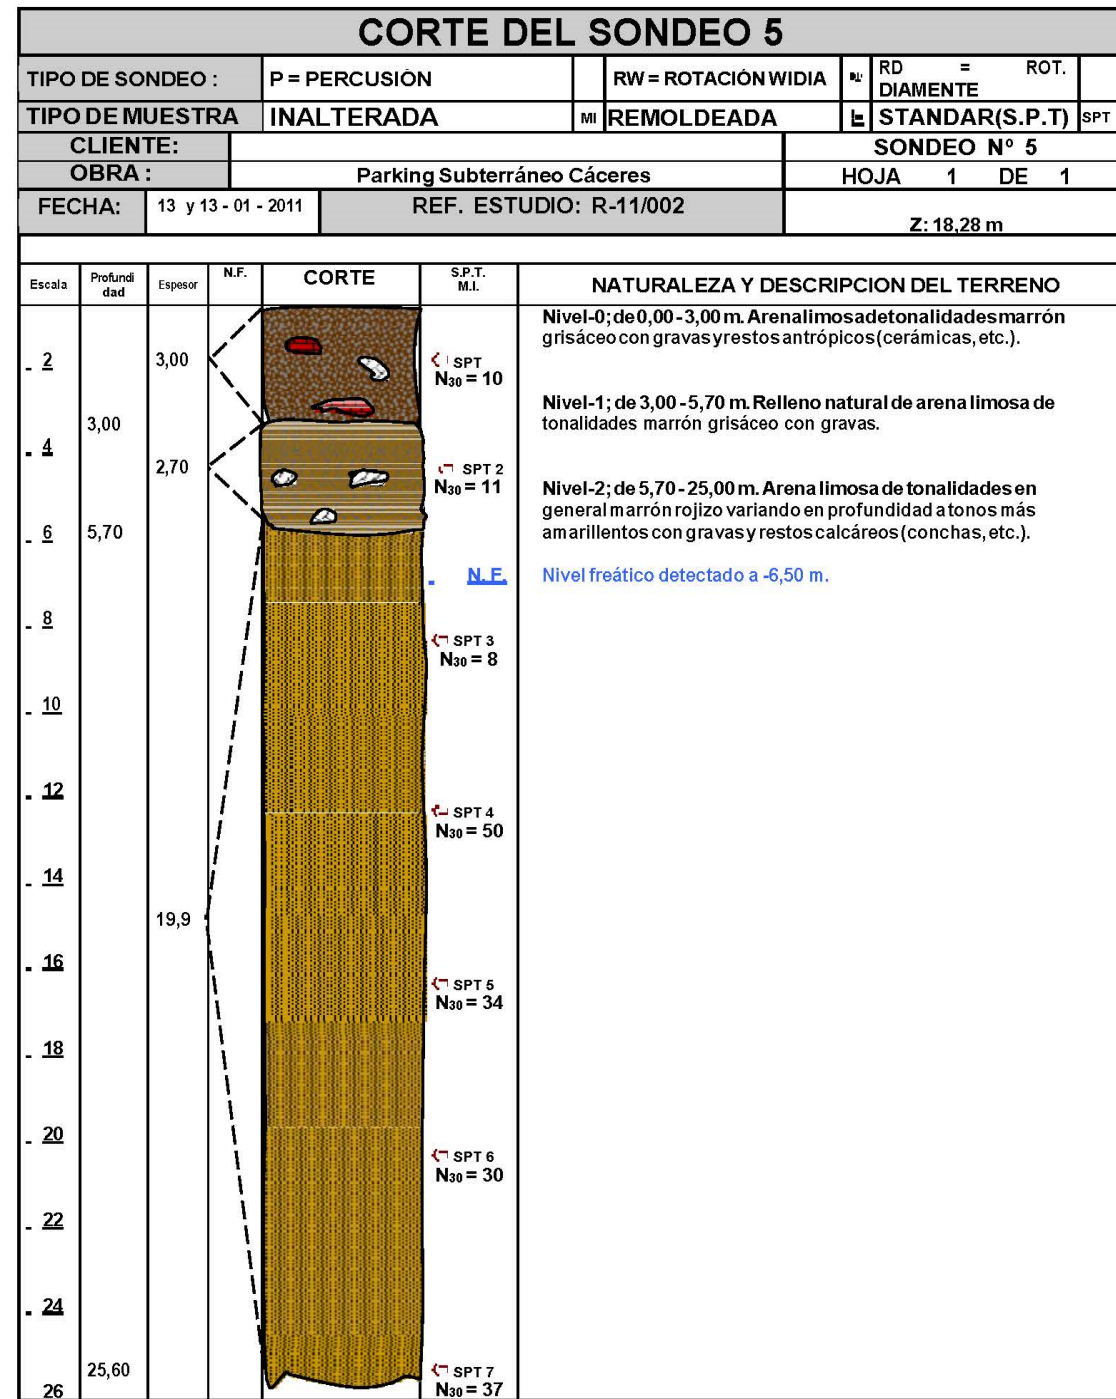 CORTE DEL SONDEO 5
TIPO DE SONDEO : P = PERCUSIÓN RW = ROTACIÓN WIDIA RD = ROT. DIAMENTE
TIPO DE MUESTRA INALTERADA MI REMOLDEADA STANDAR(S.P.T) SPT
CLIENTE: SONDEO Nº 5
OBRA : Parking Subterráneo Cáceres HOJA 1 DE 1
FECHA: 13 y 13 - 01 - 2011 REF. ESTUDIO: R-11/002 Z: 18,28 m
Escala Profundi dad Espesor N.F. CORTE S.P.T. M.I. NATURALEZA Y DESCRIPCION DEL TERRENO
Nivel-0; de 0,00 - 3,00 m. Arena limosa de tonalidades marrón
grisáceo con gravas y restos antrópicos (cerámicas, etc.).
2 3,00 SPT
N30 = 10
Nivel-1; de 3,00 - 5,70 m. Relleno natural de arena limosa de
tonalidades marrón grisáceo con gravas.
3,00
4
2,70 SPT 2
N30 = 11
Nivel-2; de 5,70 - 25,00 m. Arena limosa de tonalidades en
general marrón rojizo variando en profundidad a tonos más
amarillentos con gravas y restos calcáreos (conchas, etc.).
6 5,70
N. F. Nivel freático detectado a -6,50 m.
8
SPT 3
N30 = 8
10
12
SPT 4
N30 = 50
14
19,9
16
SPT 5
N30 = 34
18
20
SPT 6
N30 = 30
22
24
25,60 SPT 7
26 N30 = 37